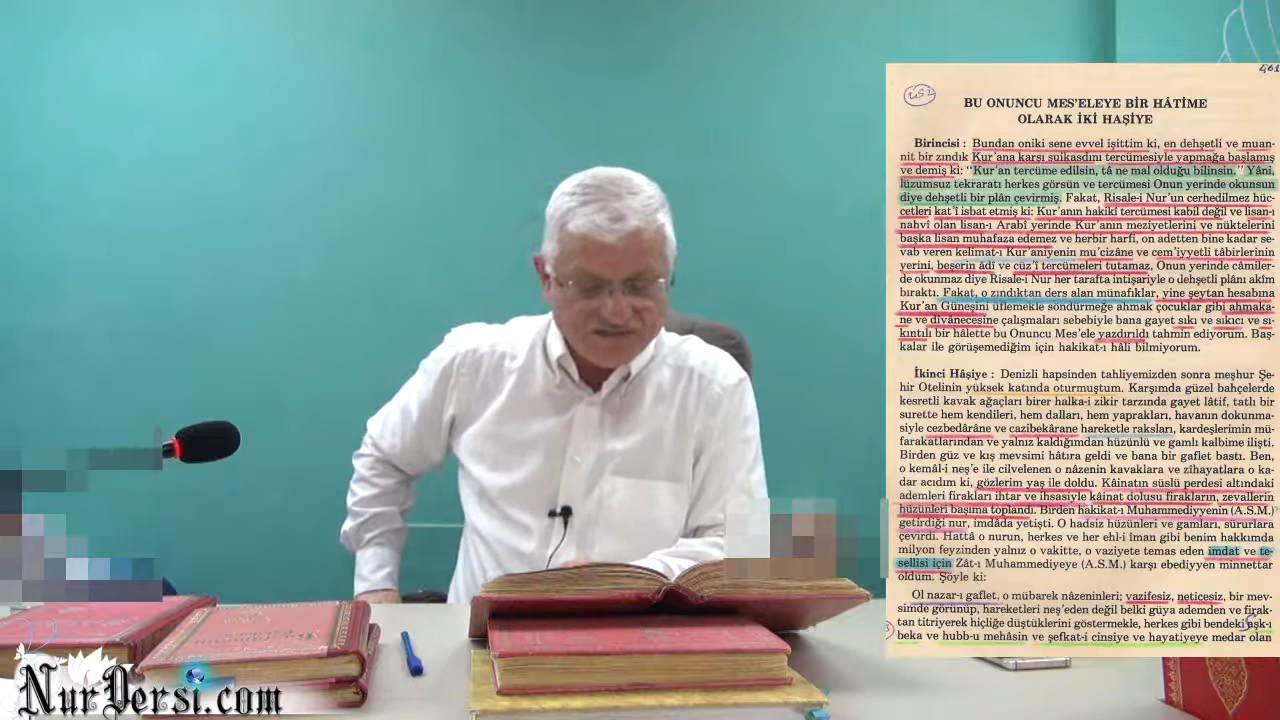 461
452
BU ONUNCU MES'ELEYE BİR HÂTİME
OLARAK İKİ HAŞİYE
Birincisi : Bundan oniki sene evvel işittim ki, en dehşetli ve muan-
nit bir zındık Kur'ana karşı suikasdını tercümesiyle yapmağa başlamış
ve demiş ki: "Kur'an tercüme edilsin, tâ ne mal olduğu bilinsin." Yâni,
lüzumsuz tekraratı herkes görsün ve tercümesi Onun yerinde okunsun
diye dehşetli bir plân çevirmiş. Fakat, Risale-i Nur'un cerhedilmez hüc-
cetleri kat'î isbat etmiş ki: Kur'anın hakikî tercümesi kabil değil ve lisan-ı
nahvî olan lisan-ı Arabî yerinde Kur'anın meziyetlerini ve nüktelerini
başka lisan muhafaza edemez ve herbir harfi, on adetten bine kadar se-
vab veren kelimat-ı Kur'aniyenin mu'cizâne ve cem'iyyetli tâbirlerinin
yerini, beşerin âdî ve cüz'î tercümeleri tutamaz, Onun yerinde câmiler-
de okunmaz diye Risale-i Nur her tarafta intişariyle o dehşetli plânı akîm
bıraktı. Fakat, o zındıktan ders alan münafıklar, yine şeytan hesabına
Kur'an Güneşini üflemekle söndürmeğe ahmak çocuklar gibi ahmaka-
ne ve dîvânecesine çalışmaları sebebiyle bana gayet sıkı ve sıkıcı ve sı-
kıntılı bir hâlette bu Onuncu Mes'ele yazdırıldı tahmin ediyorum. Baş-
kalar ile görüşemediğim için hakikat-ı hâli bilmiyorum.
İkinci Hâşiye : Denizli hapsinden tahliyemizden sonra meşhur Şe-
hir Otelinin yüksek katında oturmuştum. Karşımda güzel bahçelerde
kesretli kavak ağaçları birer halka-i zikir tarzında gayet lâtif, tatlı bir
surette hem kendileri, hem dalları, hem yaprakları, havanın dokunma-
siyle cezbedârâne ve cazibekârane hareketle raksları, kardeşlerimin mü-
farakatlarından ve yalnız kaldığımdan hüzünlü ve gamlı kalbime ilişti.
Birden güz ve kış mevsimi hâtıra geldi ve bana bir gaflet bastı. Ben,
o kemâl-i neş'e ile cilvelenen o nâzenin kavaklara ve zîhayatlara o ka-
dar acıdım ki, gözlerim yaş ile doldu. Kâinatın süslü perdesi altındaki
ademleri firakları ihtar ve ihsasiyle kâinat dolusu firakların, zevallerin
hüzünleri başıma toplandı. Birden hakikat-ı Muhammediyyenin (A.S.M.)
getirdiği nur, imdâda yetişti. O hadsiz hüzünleri ve gamları, sürurlara
çevirdi. Hattâ o nurun, herkes ve her ehl-i îman gibi benim hakkımda
milyon feyzinden yalnız o vakitte, o vaziyete temas eden imdat ve te-
sellisi için Zât-ı Muhammediyeye (A.S.M.) karşı ebediyyen minnettar
oldum. Şöyle ki:
Ol nazar-ı gaflet, o mübarek nâzeninleri; vazifesiz, neticesiz, bir mev-
simde görünüp, hareketleri neş'eden değil belki güya ademden ve firak-
tan titriyerek hiçliğe düştüklerini göstermekle, herkes gibi bendeki aşk-ı
beka ve hubb-u mehâsin ve şefkat-i cinsiye ve hayatiyeye medar olan
NurDersi.com